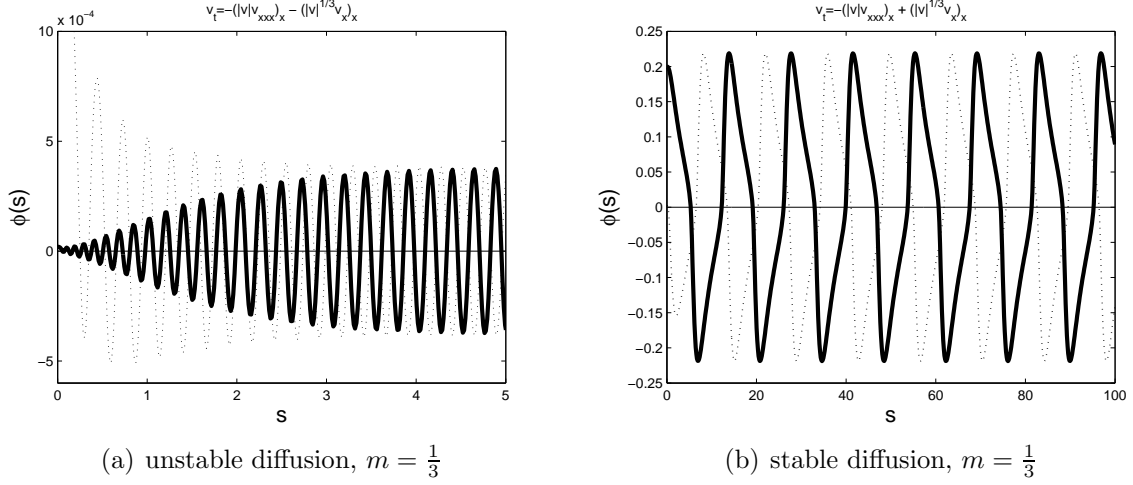 v_t=-(|v|v_xxx)_x - (|v|^1/3 v_x)_x
x 10^-4
10
5
0
-5
φ(s)
0 1 2 3 4 5
s
(a) unstable diffusion, m = 1/3
v_t=-(|v|v_xxx)_x + (|v|^1/3 v_x)_x
0.25
0.2
0.15
0.1
0.05
0
-0.05
-0.1
-0.15
-0.2
-0.25
φ(s)
0 20 40 60 80 100
s
(b) stable diffusion, m = 1/3